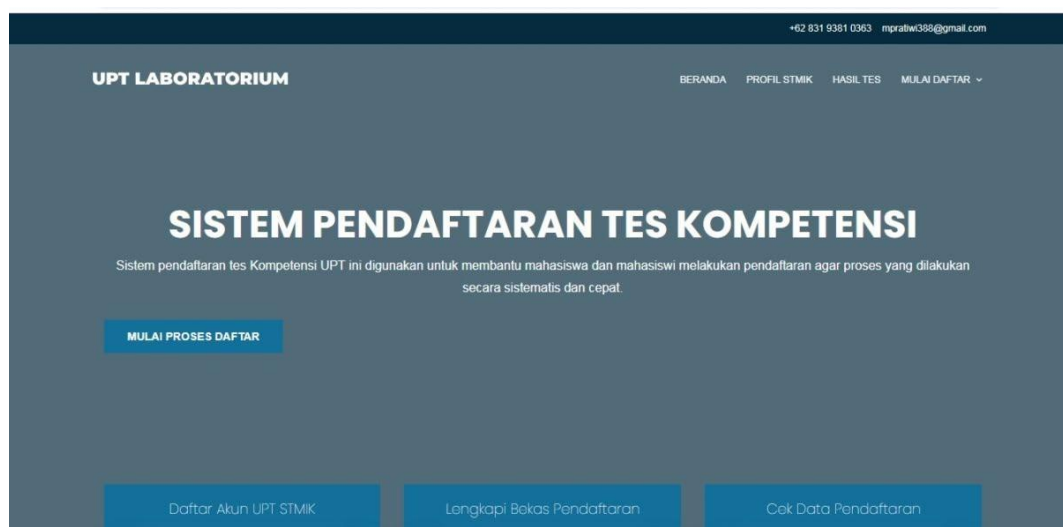 +62 831 9381 0363 mpratiwi388@gmail.com
UPT LABORATORIUM
BERANDA PROFIL STMIK HASIL TES MULAI DAFTAR
SISTEM PENDAFTARAN TES KOMPETENSI
Sistem pendaftaran tes Kompetensi UPT ini digunakan untuk membantu mahasiswa dan mahasiswi melakukan pendaftaran agar proses yang dilakukan
secara sistematis dan cepat.
MULAI PROSES DAFTAR
Daftar Akun UPT STMIK
Lengkapi Bekas Pendaftaran
Cek Data Pendaftaran